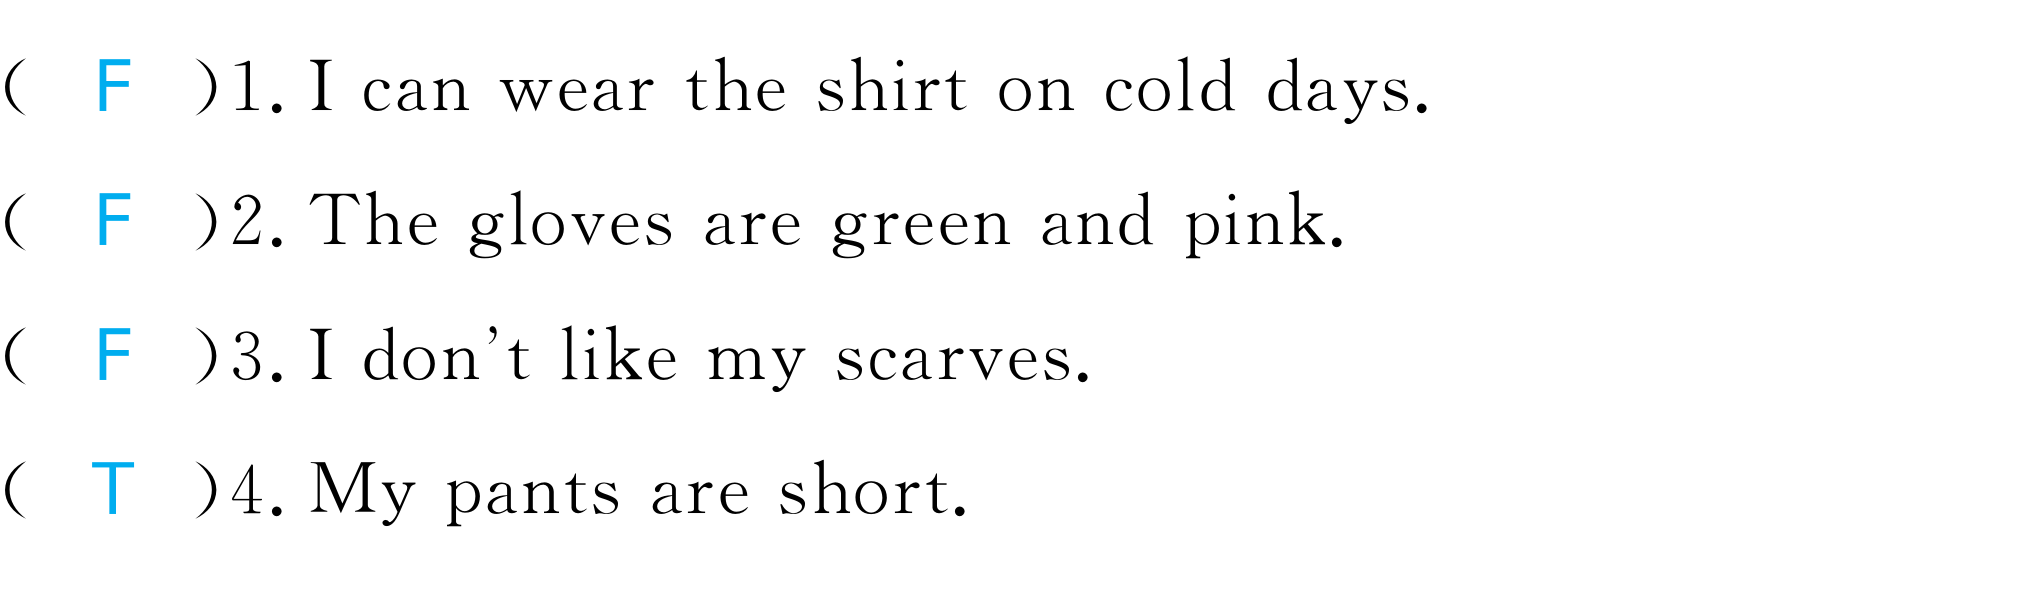 ( F )1. I can wear the shirt on cold days.
( F )2. The gloves are green and pink.
( F )3. I don't like my scarves.
( T )4. My pants are short.